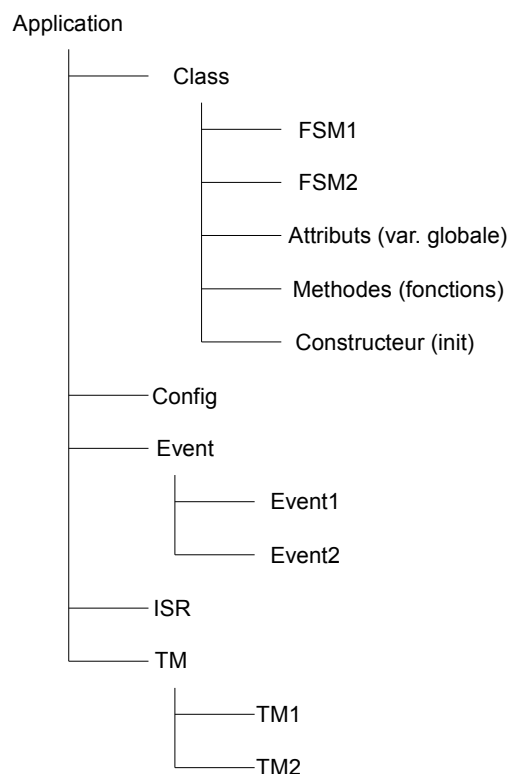 Application
Class
FSM1
FSM2
Attributs (var. globale)
Methodes (fonctions)
Constructeur (init)
Config
Event
Event1
Event2
ISR
TM
TM1
TM2